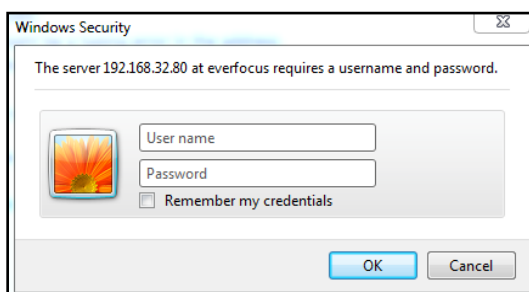 Windows Security
The server 192.168.32.80 at everfocus requires a username and password.
User name
Password
Remember my credentials
OK
Cancel